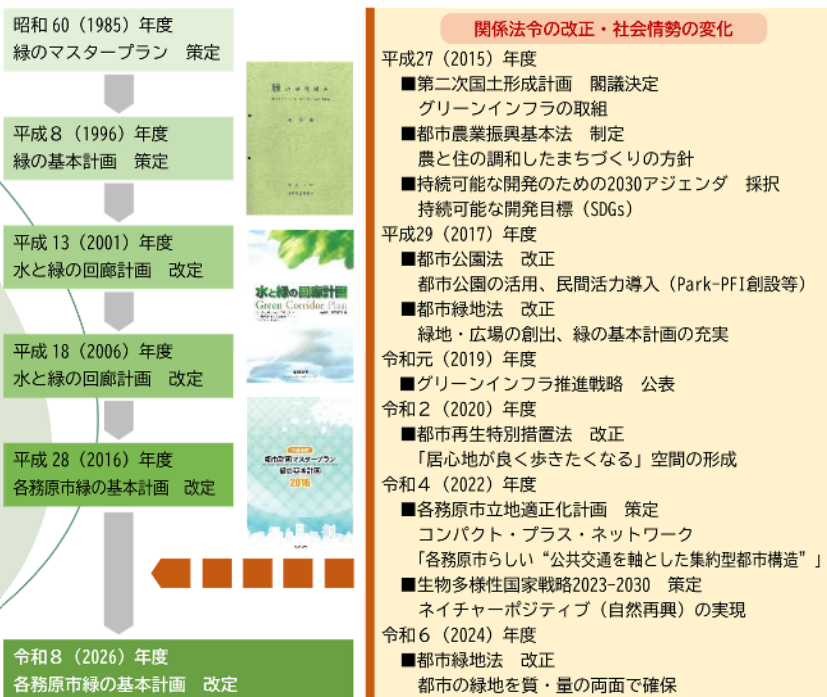 昭和60（1985）年度
緑のマスタープラン　策定
平成８（1996）年度
緑の基本計画　策定
平成13（2001）年度
水と緑の回廊計画　改定
平成18（2006）年度
水と緑の回廊計画　改定
平成28（2016）年度
各務原市緑の基本計画　改定
令和８（2026）年度
各務原市緑の基本計画　改定
水と緑の回廊計画
Green Corridor Plan
都市計画マスタープラン
緑の基本計画
2016
関係法令の改正・社会情勢の変化
平成27（2015）年度
■第二次国土形成計画　閣議決定
グリーンインフラの取組
■都市農業振興基本法　制定
農と住の調和したまちづくりの方針
■持続可能な開発のための2030アジェンダ　採択
持続可能な開発目標（SDGs）
平成29（2017）年度
■都市公園法　改正
都市公園の活用、民間活力導入（Park-PFI創設等）
■都市緑地法　改正
緑地・広場の創出、緑の基本計画の充実
令和元（2019）年度
■グリーンインフラ推進戦略　公表
令和２（2020）年度
■都市再生特別措置法　改正
「居心地が良く歩きたくなる」空間の形成
令和４（2022）年度
■各務原市立地適正化計画　策定
コンパクト・プラス・ネットワーク
「各務原市らしい“公共交通を軸とした集約型都市構造”」
■生物多様性国家戦略2023-2030　策定
ネイチャーポジティブ（自然再興）の実現
令和６（2024）年度
■都市緑地法　改正
都市の緑地を質・量の両面で確保